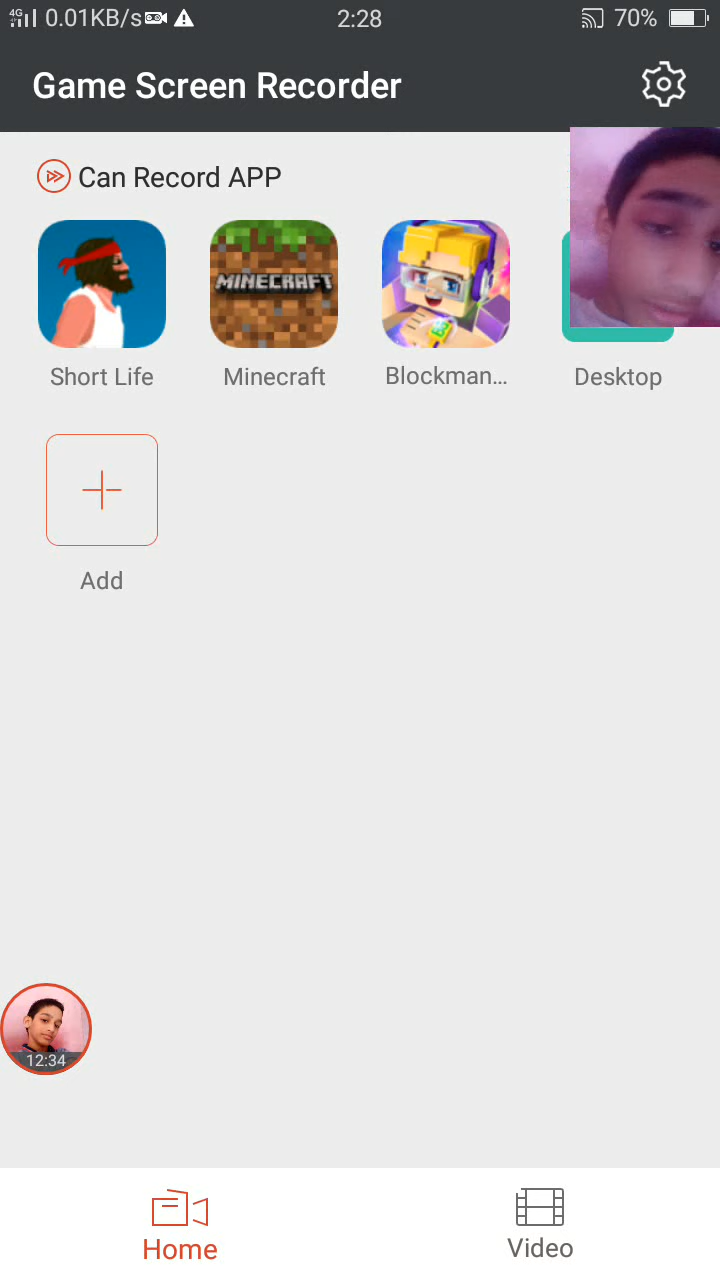 4G 0.01KB/s 2:28 70%
Game Screen Recorder
Can Record APP
MINECRAFT
Short Life Minecraft Blockman... Desktop
Add
12:34
Home Video